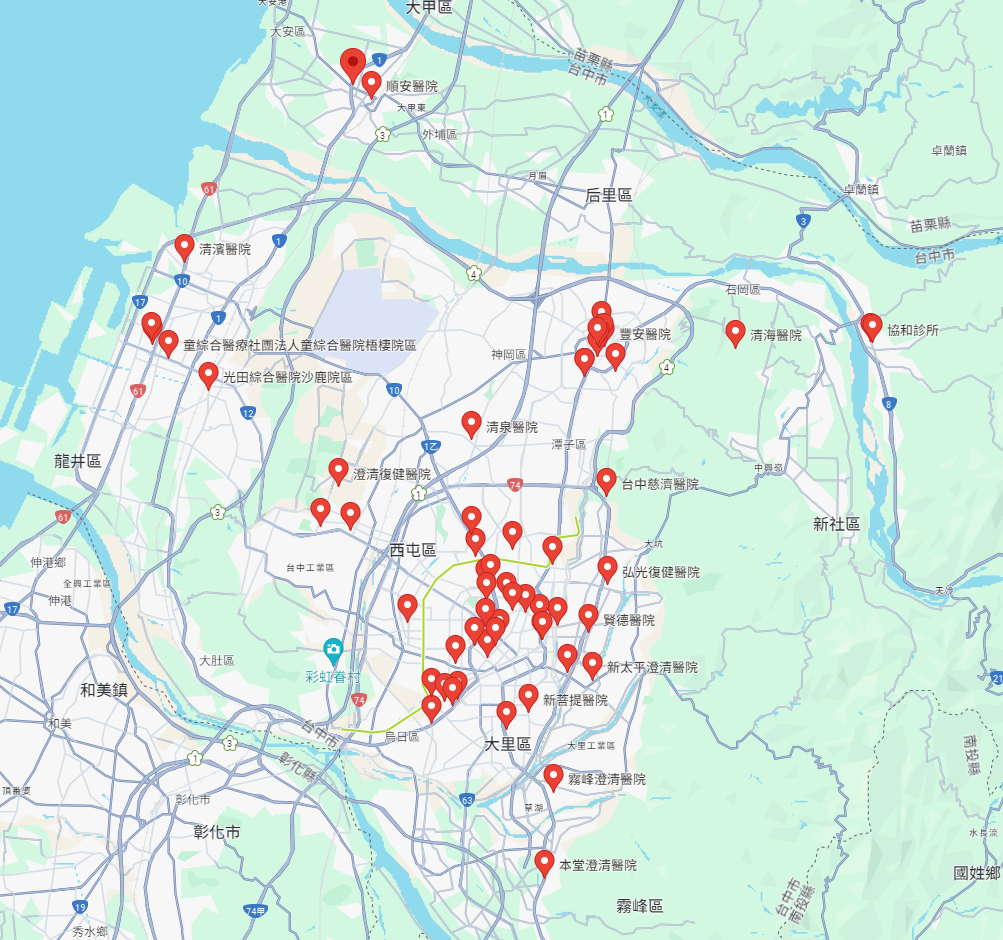 大安港
大甲區
大安區
1
苗栗縣
台中市
順安醫院
大甲東
1
3
外埔區
大安溪
卓蘭鎮
月眉
61
后里區
卓蘭鎮
3
苗栗縣
台中市
清濱醫院
1
4
10
石岡區
17
1
豐安醫院
清海醫院
協和診所
童綜合醫療社團法人童綜合醫院梧棲院區
神岡區
4
光田綜合醫院沙鹿院區
61
10
12
8
清泉醫院
1乙
潭子區
龍井區
澄清復健醫院
中興嶺
74
台中慈濟醫院
1
3
61
新社區
西屯區
大坑
伸港鄉
台中工業區
弘光復健醫院
全興工業區
天冷
伸港
17
賢德醫院
彩虹眷村
大肚區
新太平澄清醫院
21
和美鎮
74
新菩提醫院
和美
台中市
彰化縣
烏日區
大里區
大里工業區
3
1
南投縣
霧峰澄清醫院
頂番婆
彰化市
63
草湖
彰化市
水長流
本堂澄清醫院
國姓鄉
台中市
南投縣
19
74甲
霧峰區
秀水鄉